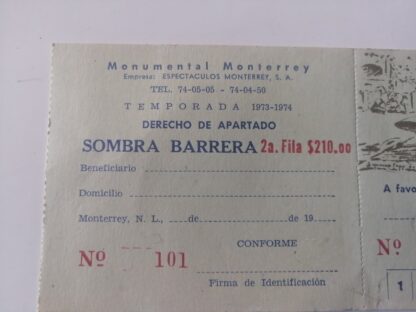 Monumental Monterrey
Empresa: ESPECTACULOS MONTERREY, S. A.
TEL. 74-05-05 - 74-04-50
TEMPORADA 1973-1974
DERECHO DE APARTADO
SOMBRA BARRERA 2a. Fila $210.00
Beneficiario
Domicilio
Monterrey, N. L., de de 19
CONFORME
Nº 101
Firma de Identificación
A favo
Nº
1